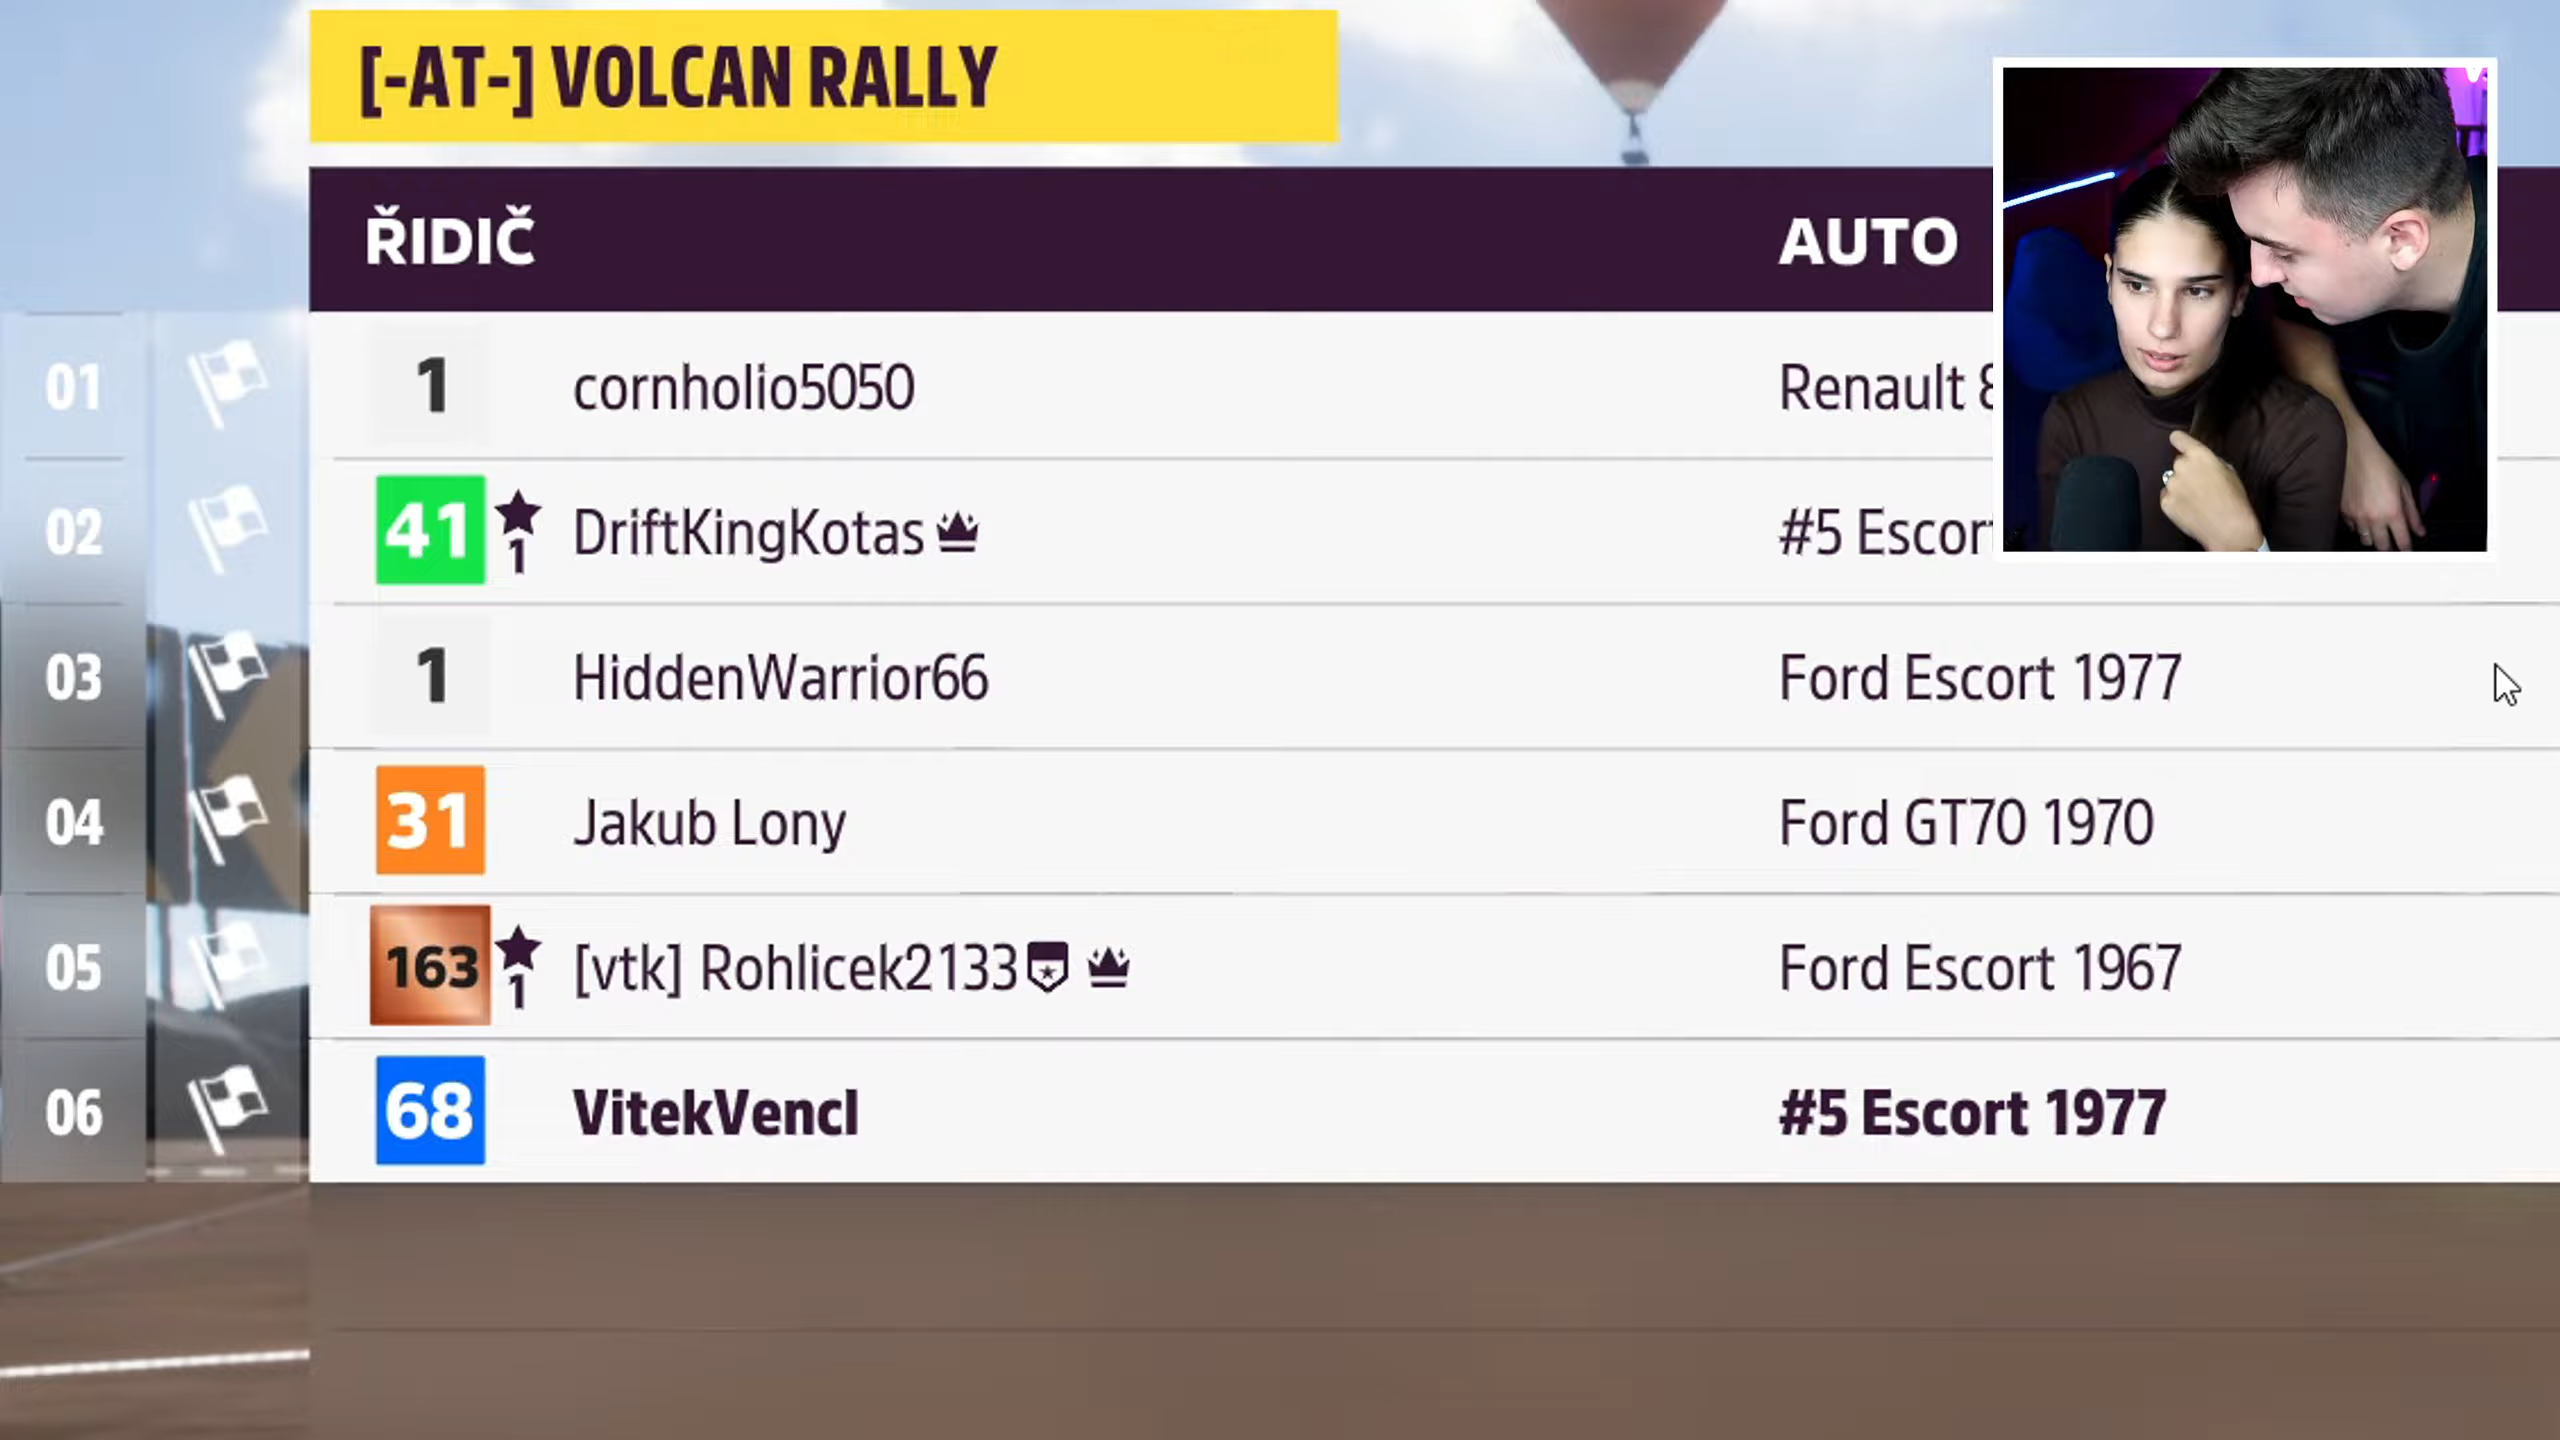 [-AT-] VOLCAN RALLY
ŘIDIČ AUTO
01 1 cornholio5050 Renault
02 41 1 DriftKingKotas #5
03 1 HiddenWarrior66 Ford Escort 1977
04 31 Jakub Lony Ford GT70 1970
05 163 1 [vtk] Rohlicek2133 Ford Escort 1967
06 68 VitekVencl #5 Escort 1977